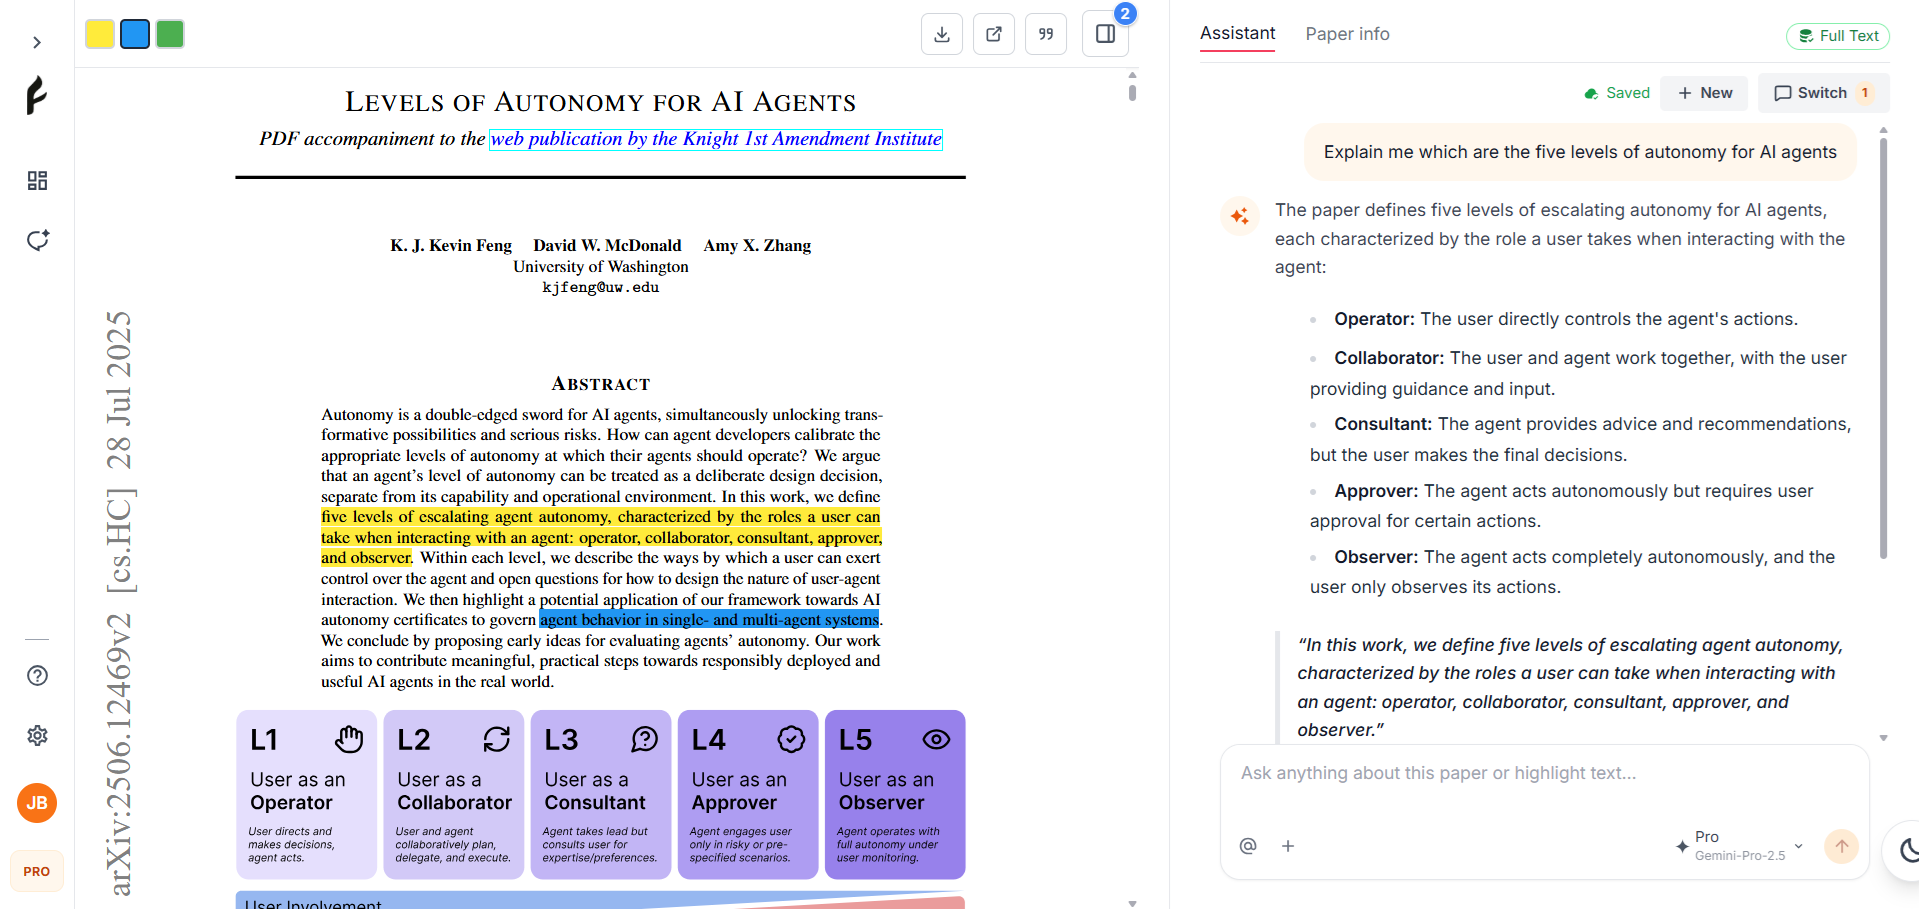 2
LEVELS OF AUTONOMY FOR AI AGENTS
PDF accompaniment to the web publication by the Knight 1st Amendment Institute
K. J. Kevin Feng David W. McDonald Amy X. Zhang
University of Washington
kjfeng@uw.edu
arXiv:2506.12469v2 [cs.HC] 28 Jul 2025
ABSTRACT
Autonomy is a double-edged sword for AI agents, simultaneously unlocking trans-
formative possibilities and serious risks. How can agent developers calibrate the
appropriate levels of autonomy at which their agents should operate? We argue
that an agent's level of autonomy can be treated as a deliberate design decision,
separate from its capability and operational environment. In this work, we define
five levels of escalating agent autonomy, characterized by the roles a user can
take when interacting with an agent: operator, collaborator, consultant, approver,
and observer. Within each level, we describe the ways by which a user can exert
control over the agent and open questions for how to design the nature of user-agent
interaction. We then highlight a potential application of our framework towards AI
autonomy certificates to govern agent behavior in single- and multi-agent systems.
We conclude by proposing early ideas for evaluating agents' autonomy. Our work
aims to contribute meaningful, practical steps towards responsibly deployed and
useful AI agents in the real world.
L1
User as an
Operator
User directs and
makes decisions,
agent acts.
L2
User as a
Collaborator
User and agent
collaboratively plan,
delegate, and execute.
L3
User as a
Consultant
Agent takes lead but
consults user for
expertise/preferences.
L4
User as an
Approver
Agent engages user
only in risky or pre-
specified scenarios.
L5
User as an
Observer
Agent operates with
full autonomy under
user monitoring.
User Involvement
JB
PRO
Assistant Paper info
Full Text
Saved
+ New
Switch 1
Explain me which are the five levels of autonomy for AI agents
The paper defines five levels of escalating autonomy for AI agents,
each characterized by the role a user takes when interacting with the
agent:
• Operator: The user directly controls the agent's actions.
• Collaborator: The user and agent work together, with the user
providing guidance and input.
• Consultant: The agent provides advice and recommendations,
but the user makes the final decisions.
• Approver: The agent acts autonomously but requires user
approval for certain actions.
• Observer: The agent acts completely autonomously, and the
user only observes its actions.
“In this work, we define five levels of escalating agent autonomy,
characterized by the roles a user can take when interacting with
an agent: operator, collaborator, consultant, approver, and
observer.”
Ask anything about this paper or highlight text...
@ +
Pro
Gemini-Pro-2.5